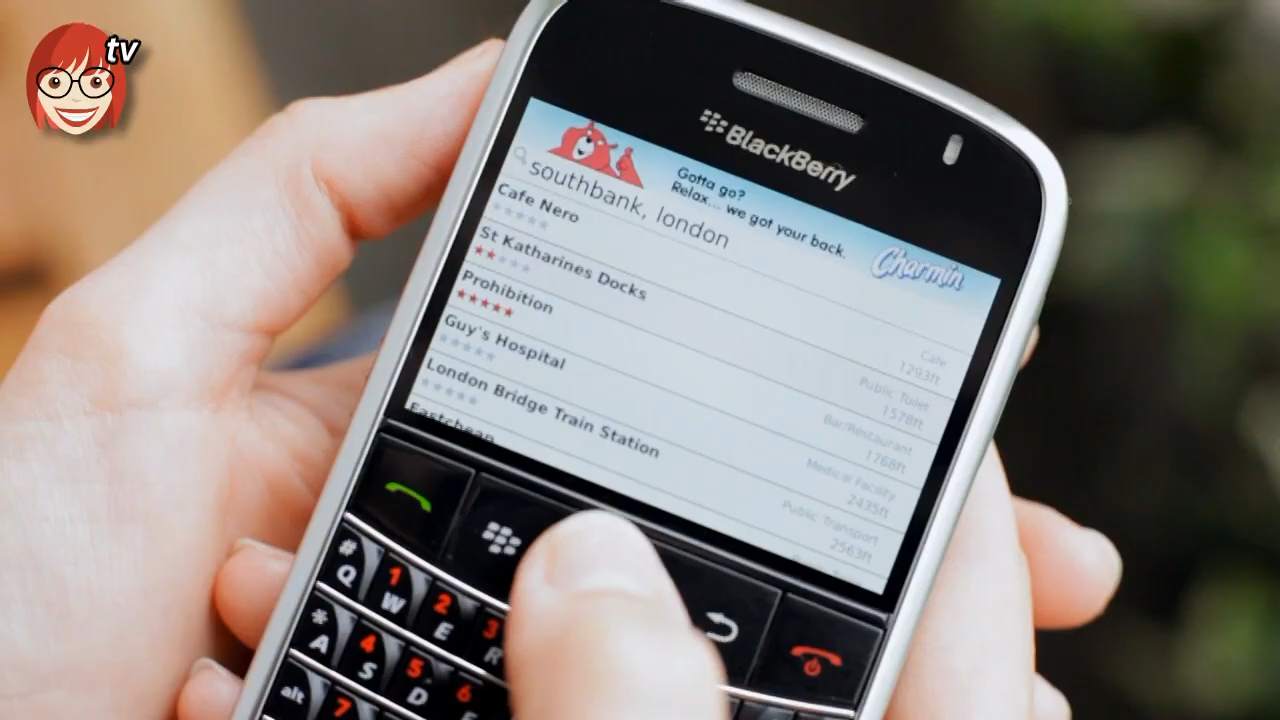 tv
BlackBerry
Gotta go?
Relax... we got your back.
Charmin
southbank, london
Cafe Nero
Cafe
1293ft
St Katharines Docks
Public Toilet
1578ft
Prohibition
Bar/Restaurant
1768ft
Guy's Hospital
Medical Facility
2435ft
London Bridge Train Station
Public Transport
2563ft
Eastcheap
# Q
1 W
2 E
3 R
* A
4 S
5 D
6 F
alt
7